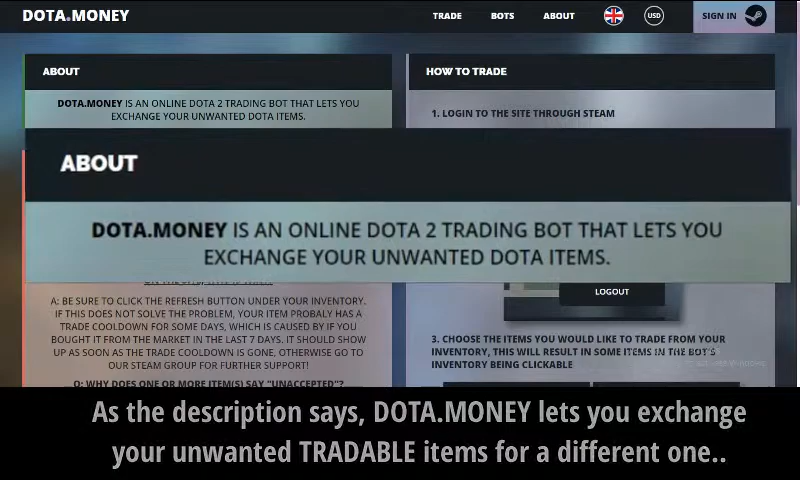 DOTA.MONEY
TRADE BOTS ABOUT USD SIGN IN
ABOUT
DOTA.MONEY IS AN ONLINE DOTA 2 TRADING BOT THAT LETS YOU
EXCHANGE YOUR UNWANTED DOTA ITEMS.
HOW TO TRADE
1. LOGIN TO THE SITE THROUGH STEAM
ABOUT
DOTA.MONEY IS AN ONLINE DOTA 2 TRADING BOT THAT LETS YOU
EXCHANGE YOUR UNWANTED DOTA ITEMS.
A: BE SURE TO CLICK THE REFRESH BUTTON UNDER YOUR INVENTORY.
IF THIS DOES NOT SOLVE THE PROBLEM, YOUR ITEM PROBALY HAS A
TRADE COOLDOWN FOR SOME DAYS, WHICH IS CAUSED BY IF YOU
BOUGHT IT FROM THE MARKET IN THE LAST 7 DAYS. IT SHOULD SHOW
UP AS SOON AS THE TRADE COOLDOWN IS GONE, OTHERWISE GO TO
OUR STEAM GROUP FOR FURTHER SUPPORT!
Q: WHY DOES ONE OR MORE ITEM(S) SAY "UNACCEPTED"?
LOGOUT
3. CHOOSE THE ITEMS YOU WOULD LIKE TO TRADE FROM YOUR
INVENTORY, THIS WILL RESULT IN SOME ITEMS IN THE BOT'S
INVENTORY BEING CLICKABLE
As the description says, DOTA.MONEY lets you exchange
your unwanted TRADABLE items for a different one..